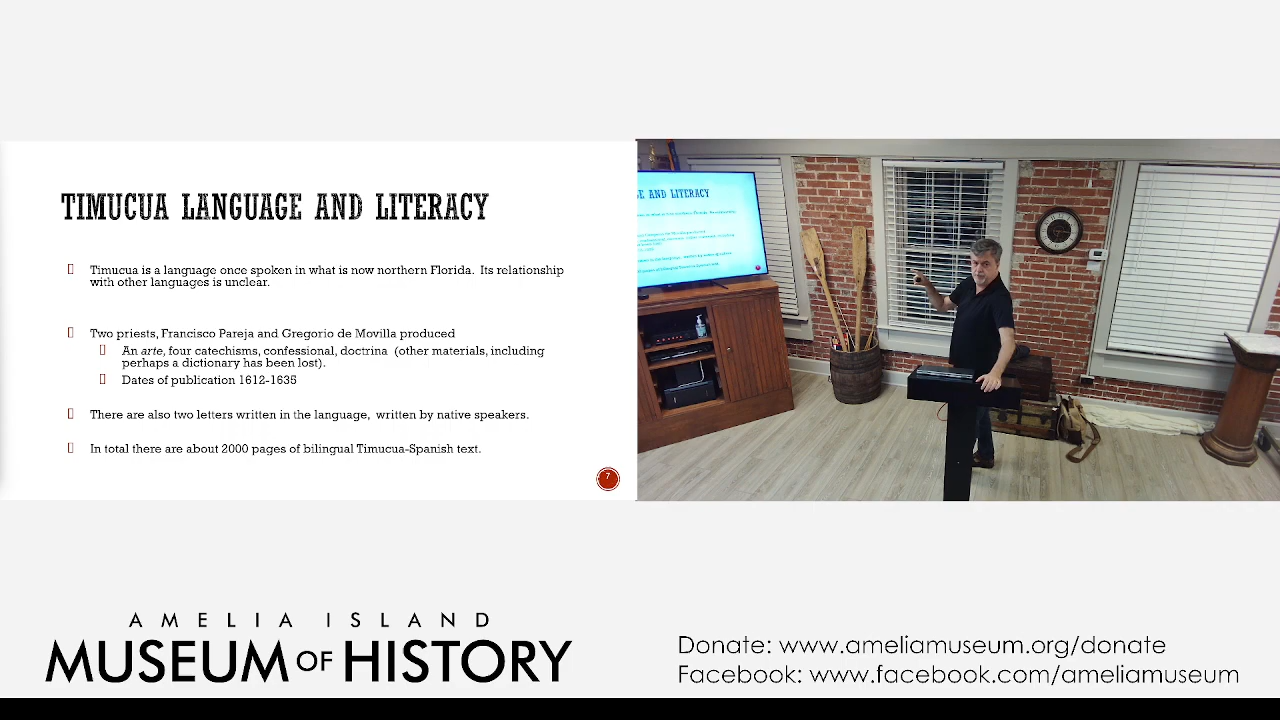 TIMUCUA LANGUAGE AND LITERACY
Timucua is a language once spoken in what is now northern Florida. Its relationship
with other languages is unclear.
Two priests, Francisco Pareja and Gregorio de Movilla produced
An arte, four catechisms, confessional, doctrina (other materials, including
perhaps a dictionary has been lost).
Dates of publication 1612-1635
There are also two letters written in the language, written by native speakers.
In total there are about 2000 pages of bilingual Timucua-Spanish text.
7
E AND LITERACY
AMELIA ISLAND
MUSEUM OF HISTORY
Donate: www.ameliamuseum.org/donate
Facebook: www.facebook.com/ameliamuseum